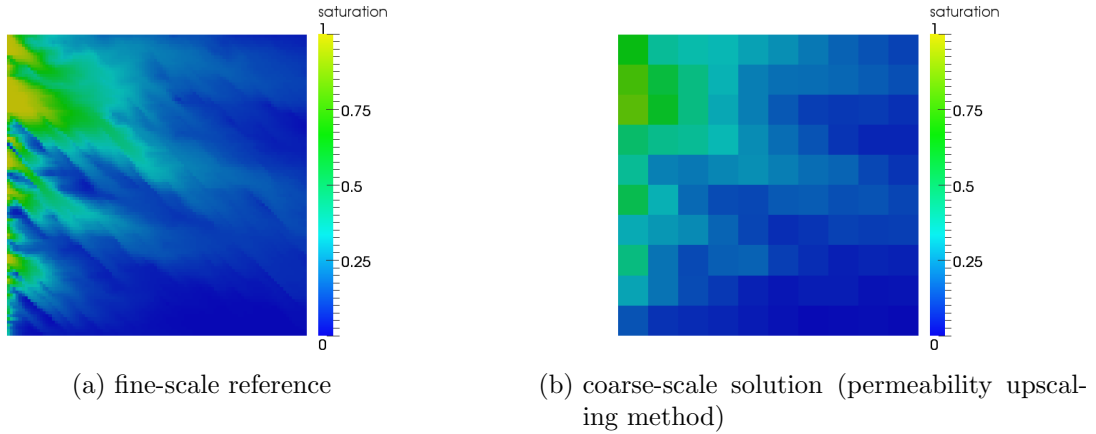 saturation
1
0.75
0.5
0.25
0
(a) fine-scale reference
saturation
1
0.75
0.5
0.25
0
(b) coarse-scale solution (permeability upscal-
ing method)